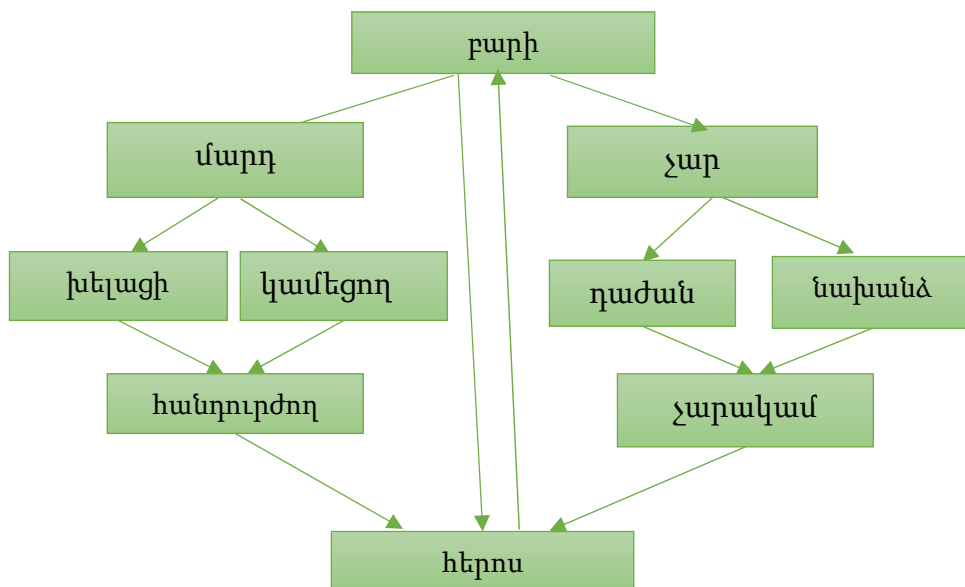 բարի
մարդ
չար
խելացի
կամեցող
դաժան
նախանձ
հանդուրժող
չարակամ
հերոս